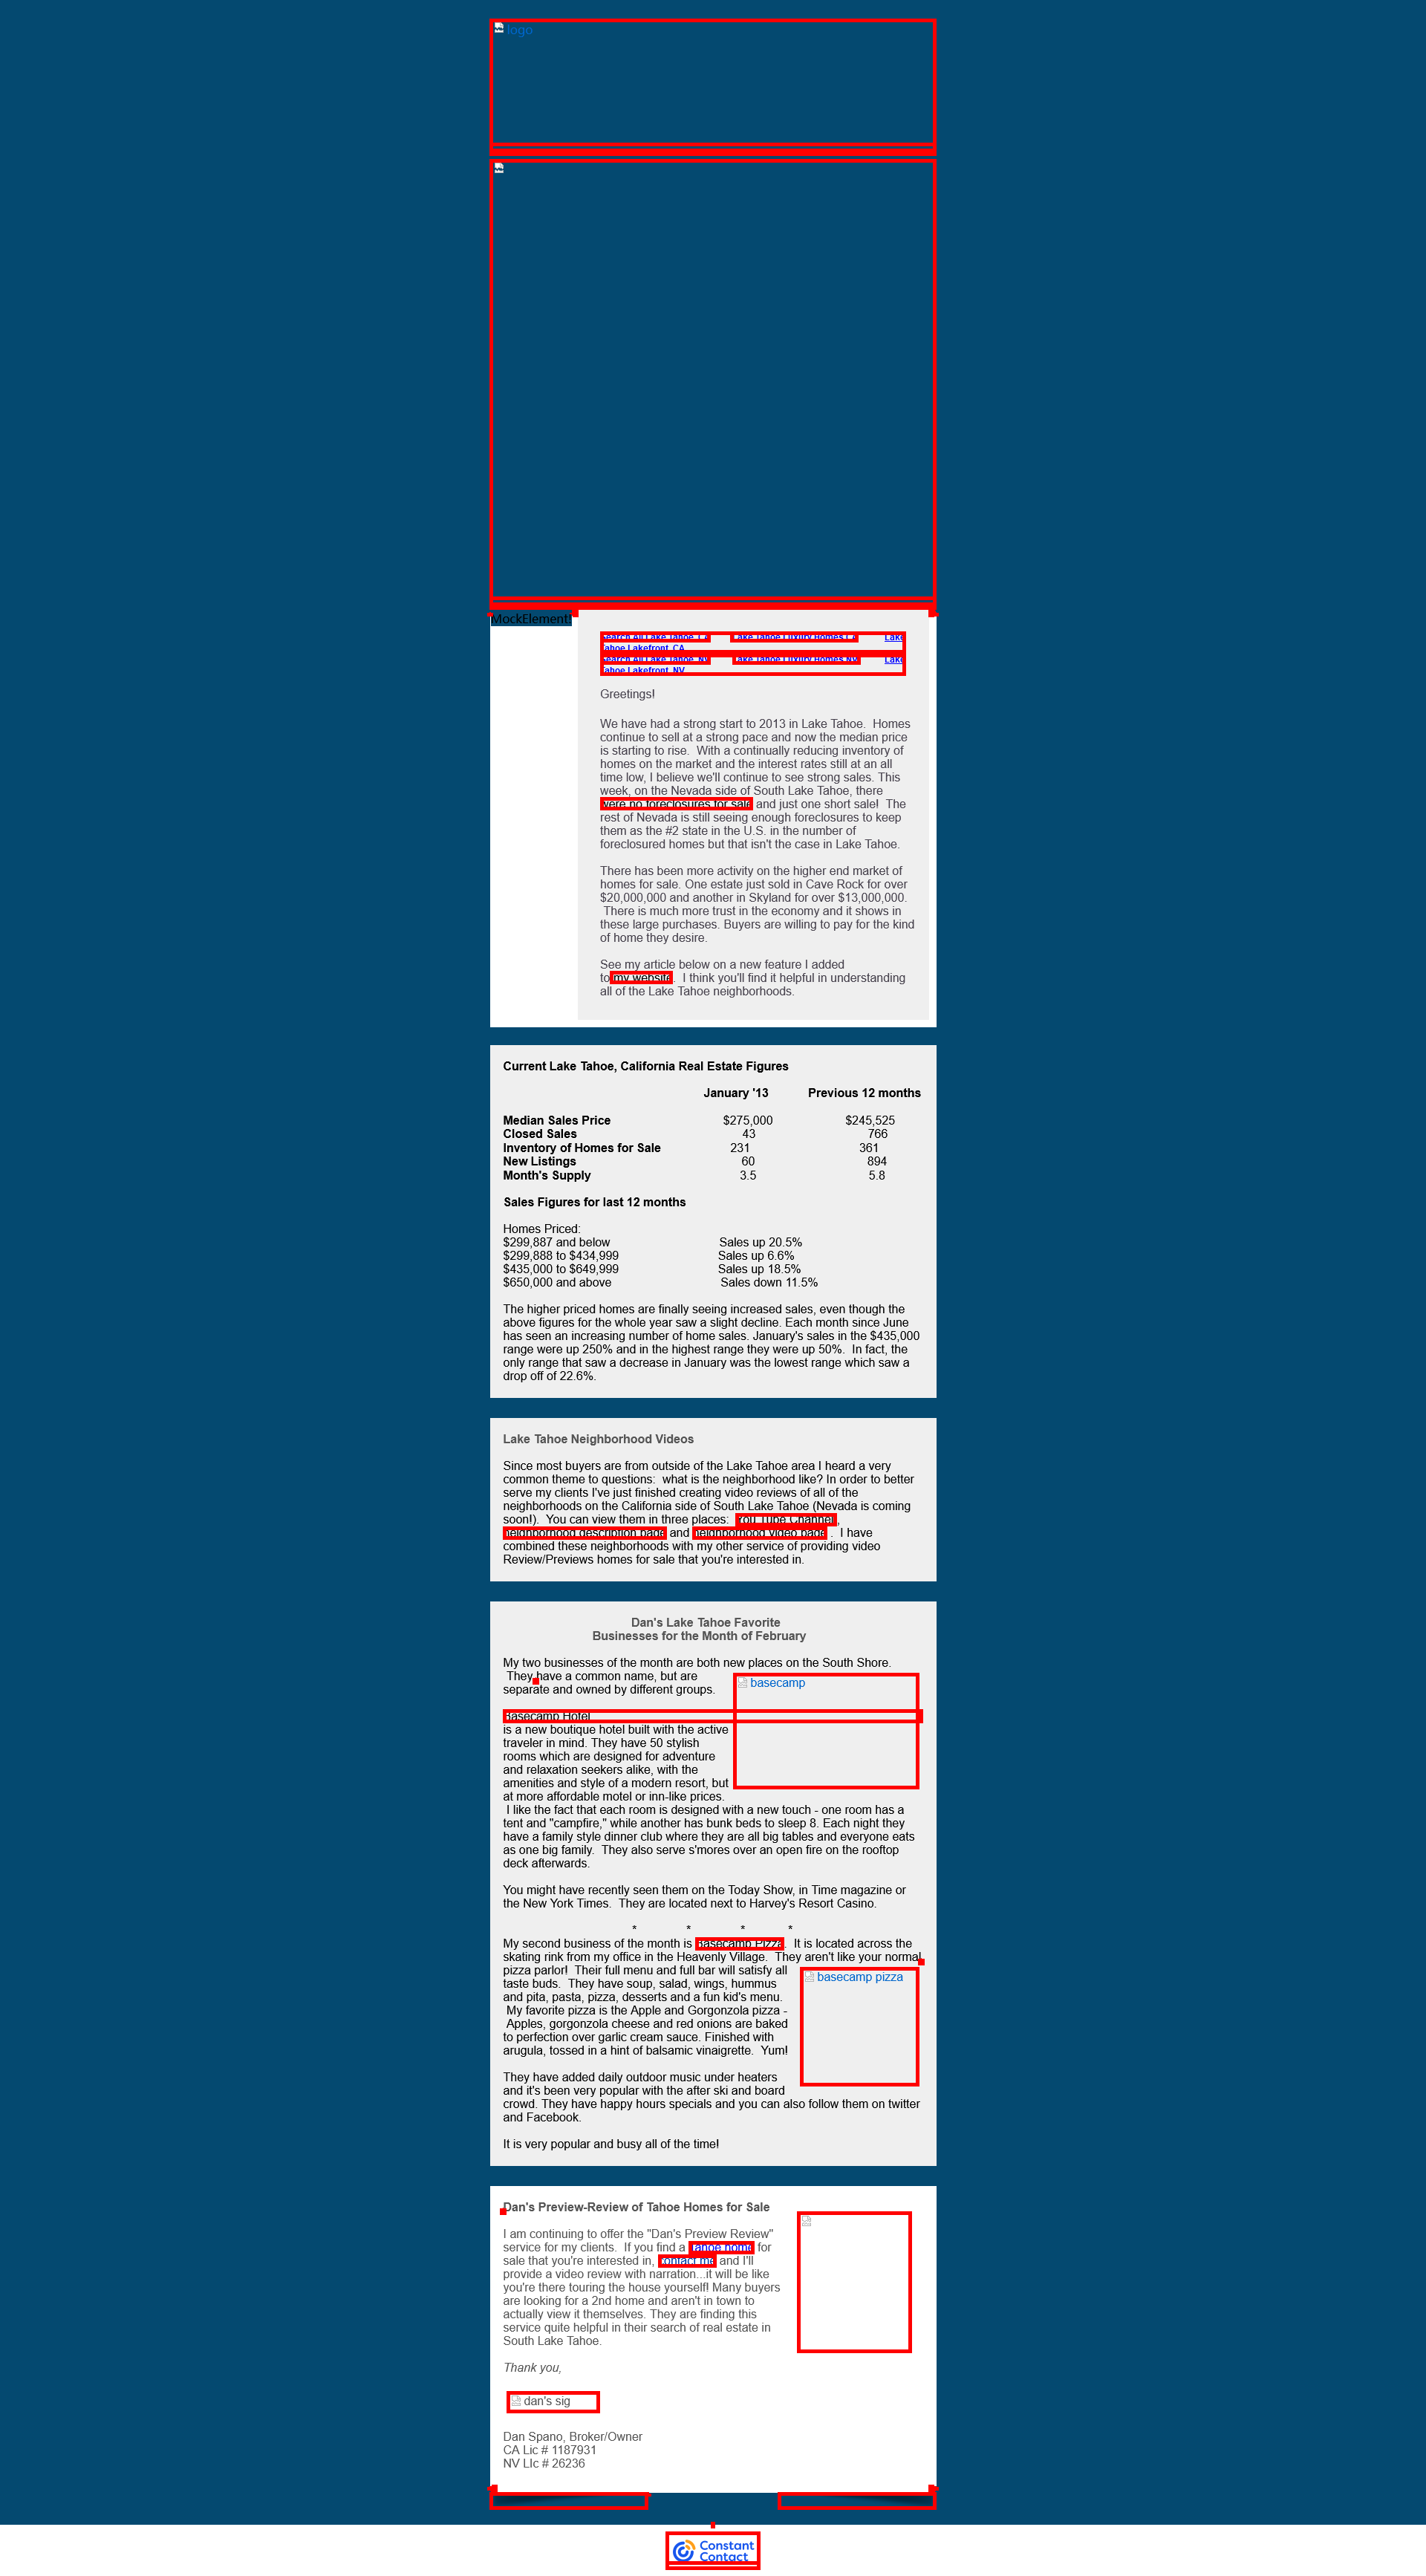 logo
MockElement:
Search All Lake Tahoe, CA Lake Tahoe Luxury Homes CA Lake
Tahoe Lakefront, CA
Search All Lake Tahoe, NV Lake Tahoe Luxury Homes NV Lake
Tahoe Lakefront, NV
Greetings!
We have had a strong start to 2013 in Lake Tahoe.  Homes
continue to sell at a strong pace and now the median price
is starting to rise.  With a continually reducing inventory of
homes on the market and the interest rates still at an all
time low, I believe we'll continue to see strong sales. This
week, on the Nevada side of South Lake Tahoe, there
were no foreclosures for sale and just one short sale!  The
rest of Nevada is still seeing enough foreclosures to keep
them as the #2 state in the U.S. in the number of
foreclosured homes but that isn't the case in Lake Tahoe.
There has been more activity on the higher end market of
homes for sale. One estate just sold in Cave Rock for over
$20,000,000 and another in Skyland for over $13,000,000.
There is much more trust in the economy and it shows in
these large purchases. Buyers are willing to pay for the kind
of home they desire.
See my article below on a new feature I added
to my website.  I think you'll find it helpful in understanding
all of the Lake Tahoe neighborhoods.
Current Lake Tahoe, California Real Estate Figures
January '13 Previous 12 months
Median Sales Price $275,000 $245,525
Closed Sales 43 766
Inventory of Homes for Sale 231 361
New Listings 60 894
Month's Supply 3.5 5.8
Sales Figures for last 12 months
Homes Priced:
$299,887 and below Sales up 20.5%
$299,888 to $434,999 Sales up 6.6%
$435,000 to $649,999 Sales up 18.5%
$650,000 and above Sales down 11.5%
The higher priced homes are finally seeing increased sales, even though the
above figures for the whole year saw a slight decline. Each month since June
has seen an increasing number of home sales. January's sales in the $435,000
range were up 250% and in the highest range they were up 50%.  In fact, the
only range that saw a decrease in January was the lowest range which saw a
drop off of 22.6%.
Lake Tahoe Neighborhood Videos
Since most buyers are from outside of the Lake Tahoe area I heard a very
common theme to questions:  what is the neighborhood like? In order to better
serve my clients I've just finished creating video reviews of all of the
neighborhoods on the California side of South Lake Tahoe (Nevada is coming
soon!).  You can view them in three places:  You Tube Channel,
neighborhood description page and neighborhood video page .  I have
combined these neighborhoods with my other service of providing video
Review/Previews homes for sale that you're interested in.
Dan's Lake Tahoe Favorite
Businesses for the Month of February
My two businesses of the month are both new places on the South Shore.
They have a common name, but are
separate and owned by different groups.
basecamp
Basecamp Hotel
is a new boutique hotel built with the active
traveler in mind. They have 50 stylish
rooms which are designed for adventure
and relaxation seekers alike, with the
amenities and style of a modern resort, but
at more affordable motel or inn-like prices.
I like the fact that each room is designed with a new touch - one room has a
tent and "campfire," while another has bunk beds to sleep 8. Each night they
have a family style dinner club where they are all big tables and everyone eats
as one big family.  They also serve s'mores over an open fire on the rooftop
deck afterwards.
You might have recently seen them on the Today Show, in Time magazine or
the New York Times.  They are located next to Harvey's Resort Casino.
* * * *
My second business of the month is Basecamp Pizza.  It is located across the
skating rink from my office in the Heavenly Village.  They aren't like your normal
pizza parlor!  Their full menu and full bar will satisfy all
taste buds.  They have soup, salad, wings, hummus
and pita, pasta, pizza, desserts and a fun kid's menu.
My favorite pizza is the Apple and Gorgonzola pizza -
Apples, gorgonzola cheese and red onions are baked
to perfection over garlic cream sauce. Finished with
arugula, tossed in a hint of balsamic vinaigrette.  Yum!
basecamp pizza
They have added daily outdoor music under heaters
and it's been very popular with the after ski and board
crowd. They have happy hours specials and you can also follow them on twitter
and Facebook.
It is very popular and busy all of the time!
Dan's Preview-Review of Tahoe Homes for Sale
I am continuing to offer the "Dan's Preview Review"
service for my clients.  If you find a Tahoe home for
sale that you're interested in, contact me and I'll
provide a video review with narration...it will be like
you're there touring the house yourself! Many buyers
are looking for a 2nd home and aren't in town to
actually view it themselves. They are finding this
service quite helpful in their search of real estate in
South Lake Tahoe.
Thank you,
dan's sig
Dan Spano, Broker/Owner
CA Lic # 1187931
NV LIc # 26236
Constant
Contact